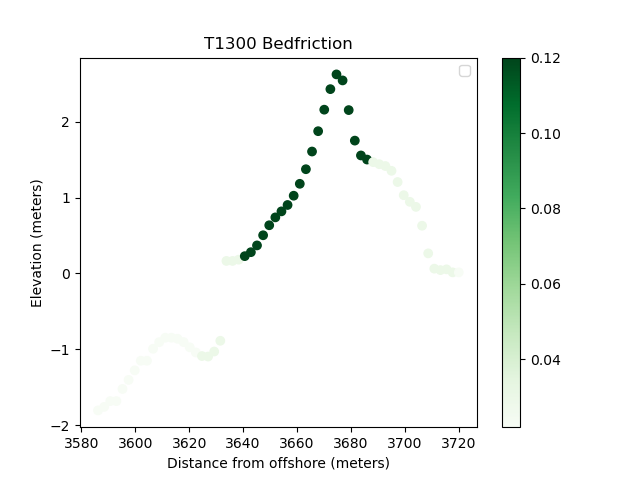 T1300 Bedfriction
Elevation (meters)
2
1
0
−1
−2
3580 3600 3620 3640 3660 3680 3700 3720
Distance from offshore (meters)
0.12
0.10
0.08
0.06
0.04